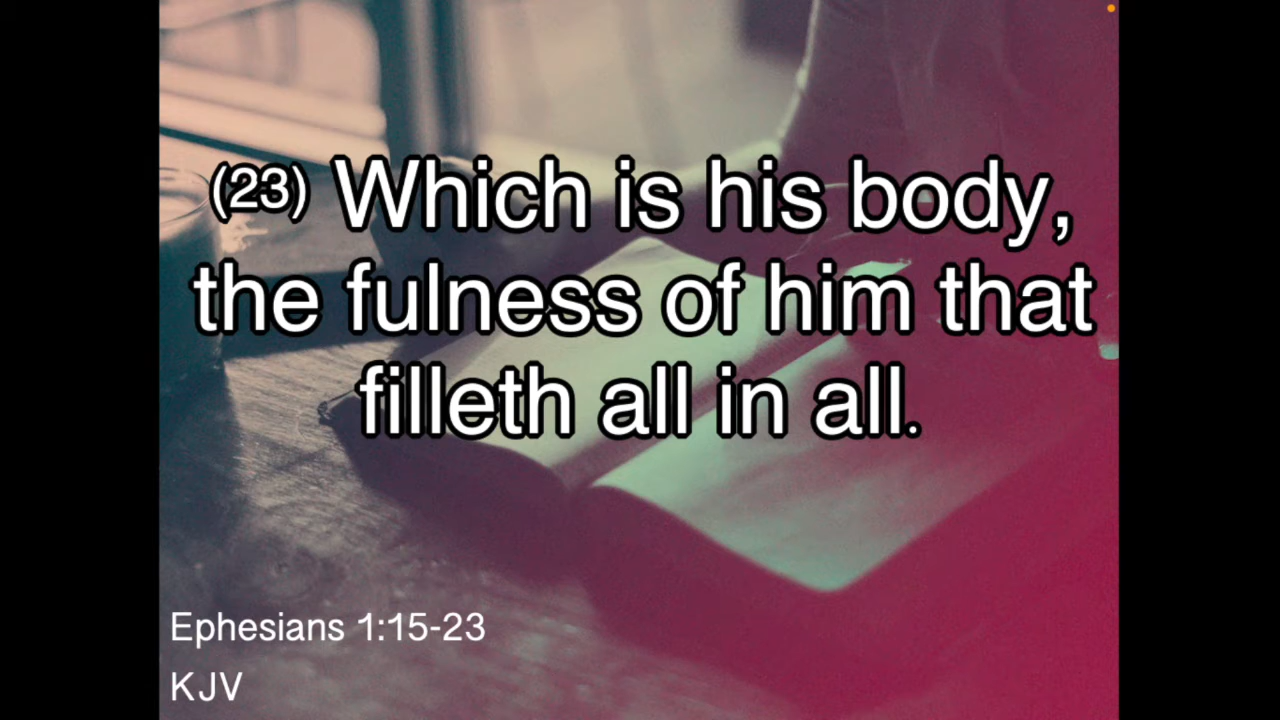 (23) Which is his body,
the fulness of him that
filleth all in all.
Ephesians 1:15-23
KJV